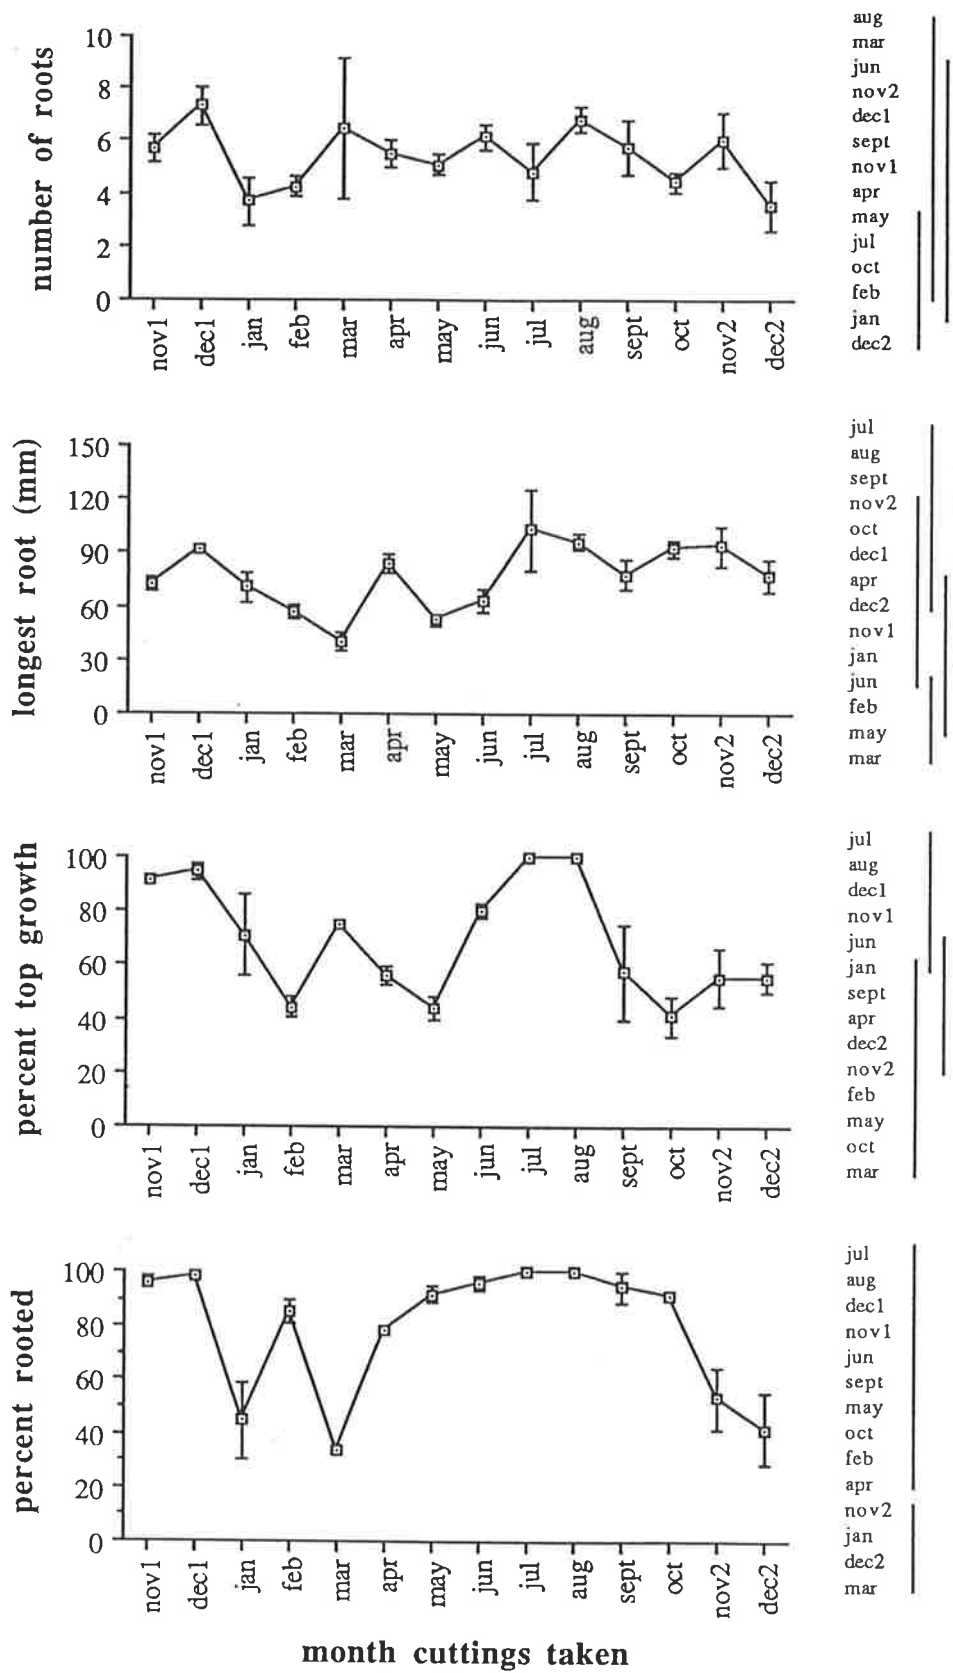 number of roots
10
8
6
4
2
0
nov1 dec1 jan feb mar apr may jun jul aug sept oct nov2 dec2
aug
mar
jun
nov2
dec1
sept
nov1
apr
may
jul
oct
feb
jan
dec2
longest root (mm)
150
120
90
60
30
0
nov1 dec1 jan feb mar apr may jun jul aug sept oct nov2 dec2
jul
aug
sept
nov2
oct
dec1
apr
dec2
nov1
jan
jun
feb
may
mar
percent top growth
100
80
60
40
20
0
nov1 dec1 jan feb mar apr may jun jul aug sept oct nov2 dec2
jul
aug
dec1
nov1
jun
jan
sept
apr
dec2
nov2
feb
may
oct
mar
percent rooted
100
80
60
40
20
0
nov1 dec1 jan feb mar apr may jun jul aug sept oct nov2 dec2
jul
aug
dec1
nov1
jun
sept
may
oct
feb
apr
nov2
jan
dec2
mar
month cuttings taken